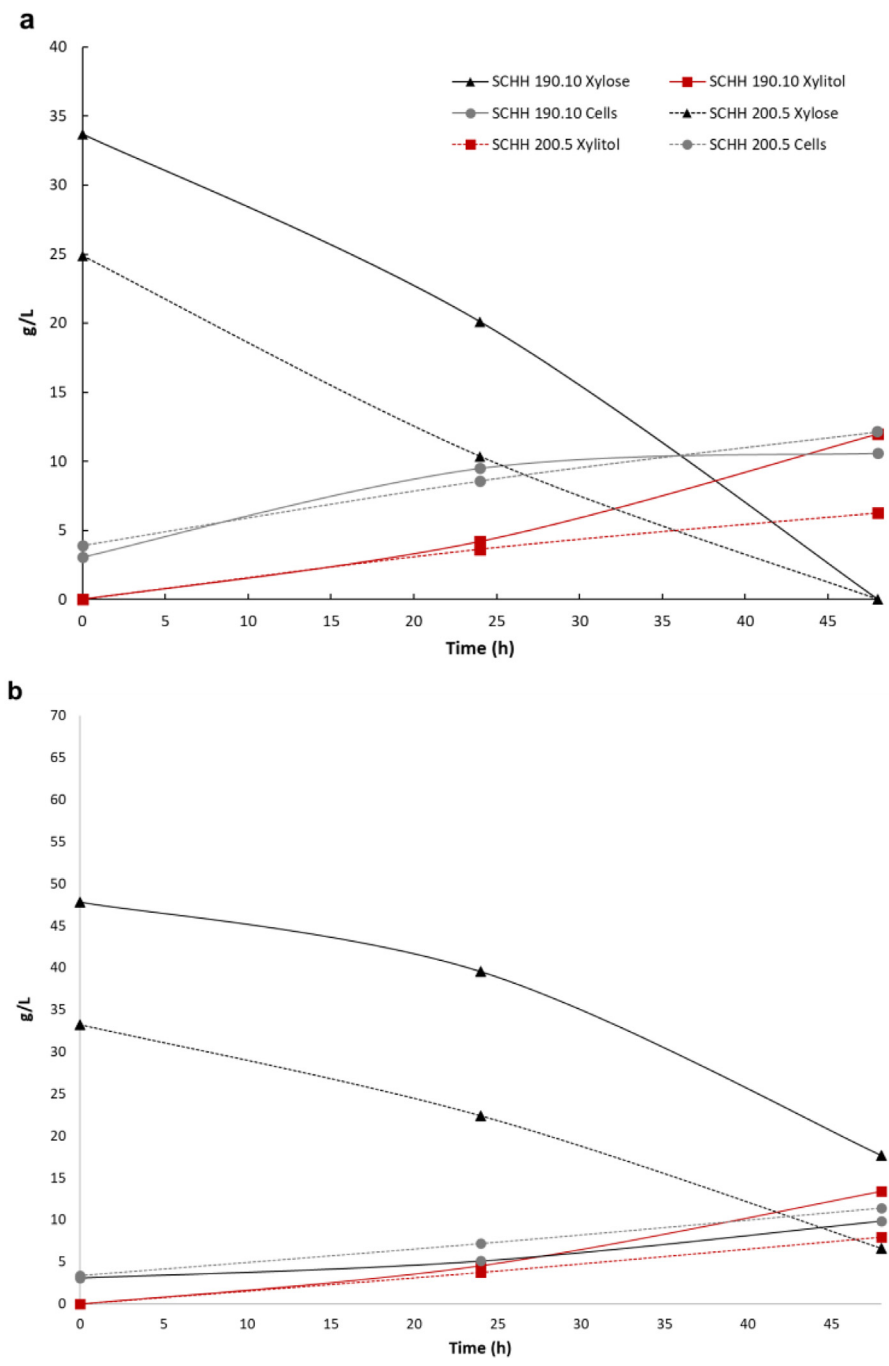 a
40
35
30
25
20
15
10
5
0
g/L
SCHH 190.10 Xylose
SCHH 190.10 Xylitol
SCHH 190.10 Cells
SCHH 200.5 Xylose
SCHH 200.5 Xylitol
SCHH 200.5 Cells
0 5 10 15 20 25 30 35 40 45
Time (h)
b
70
65
60
55
50
45
40
35
30
25
20
15
10
5
0
g/L
0 5 10 15 20 25 30 35 40 45
Time (h)